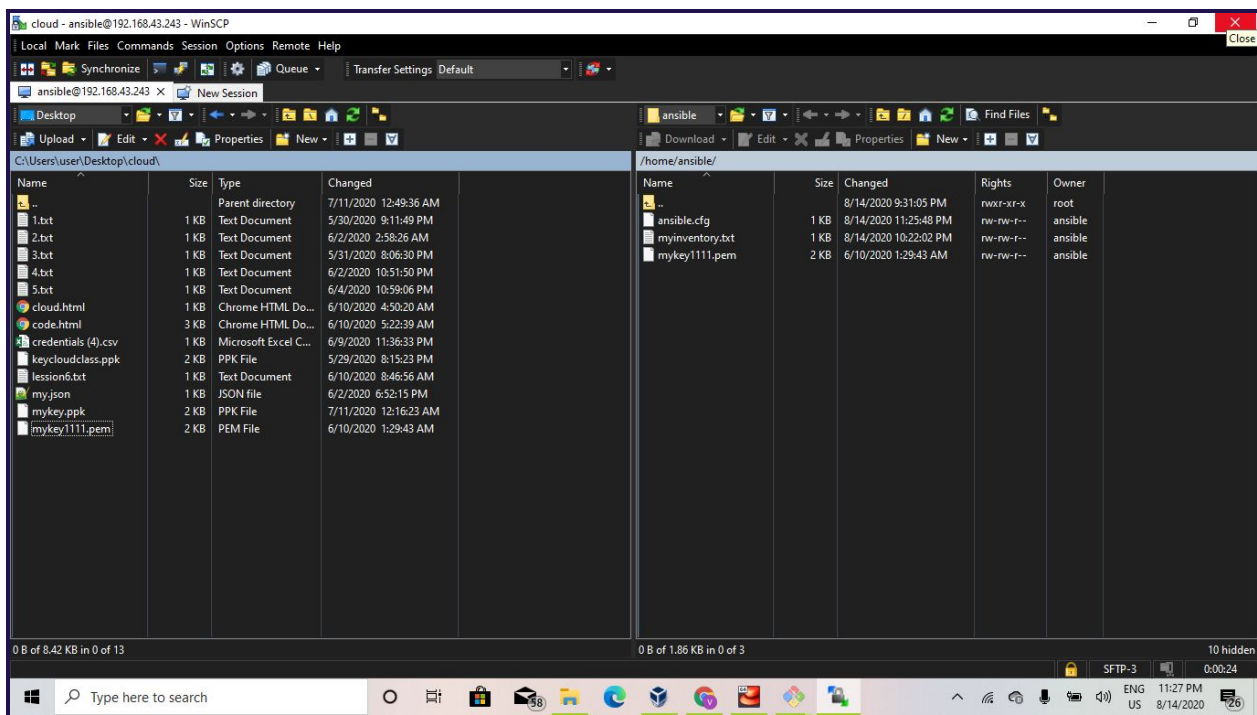 cloud - ansible@192.168.43.243 - WinSCP
Close
Local Mark Files Commands Session Options Remote Help
Synchronize Queue Transfer Settings Default
ansible@192.168.43.243 × New Session
Desktop ansible Find Files
Upload Edit Properties New Download Edit Properties New
C:\Users\user\Desktop\cloud\ /home/ansible/
Name Size Type Changed Name Size Changed Rights Owner
.. Parent directory 7/11/2020 12:49:36 AM .. 8/14/2020 9:31:05 PM rwxr-xr-x root
1.txt 1 KB Text Document 5/30/2020 9:11:49 PM ansible.cfg 1 KB 8/14/2020 11:25:48 PM rw-rw-r-- ansible
2.txt 1 KB Text Document 6/2/2020 2:58:26 AM myinventory.txt 1 KB 8/14/2020 10:22:02 PM rw-rw-r-- ansible
3.txt 1 KB Text Document 5/31/2020 8:06:30 PM mykey1111.pem 2 KB 6/10/2020 1:29:43 AM rw-rw-r-- ansible
4.txt 1 KB Text Document 6/2/2020 10:51:50 PM
5.txt 1 KB Text Document 6/4/2020 10:59:06 PM
cloud.html 1 KB Chrome HTML Do... 6/10/2020 4:50:20 AM
code.html 3 KB Chrome HTML Do... 6/10/2020 5:22:39 AM
credentials (4).csv 1 KB Microsoft Excel C... 6/9/2020 11:36:33 PM
keycloudclass.ppk 2 KB PPK File 5/29/2020 8:15:23 PM
lession6.txt 1 KB Text Document 6/10/2020 8:46:56 AM
my.json 1 KB JSON file 6/2/2020 6:52:15 PM
mykey.ppk 2 KB PPK File 7/11/2020 12:16:23 AM
mykey1111.pem 2 KB PEM File 6/10/2020 1:29:43 AM
0 B of 8.42 KB in 0 of 13 0 B of 1.86 KB in 0 of 3 10 hidden
SFTP-3 0:00:24
Type here to search 58 V ENG 11:27 PM
US 8/14/2020 26